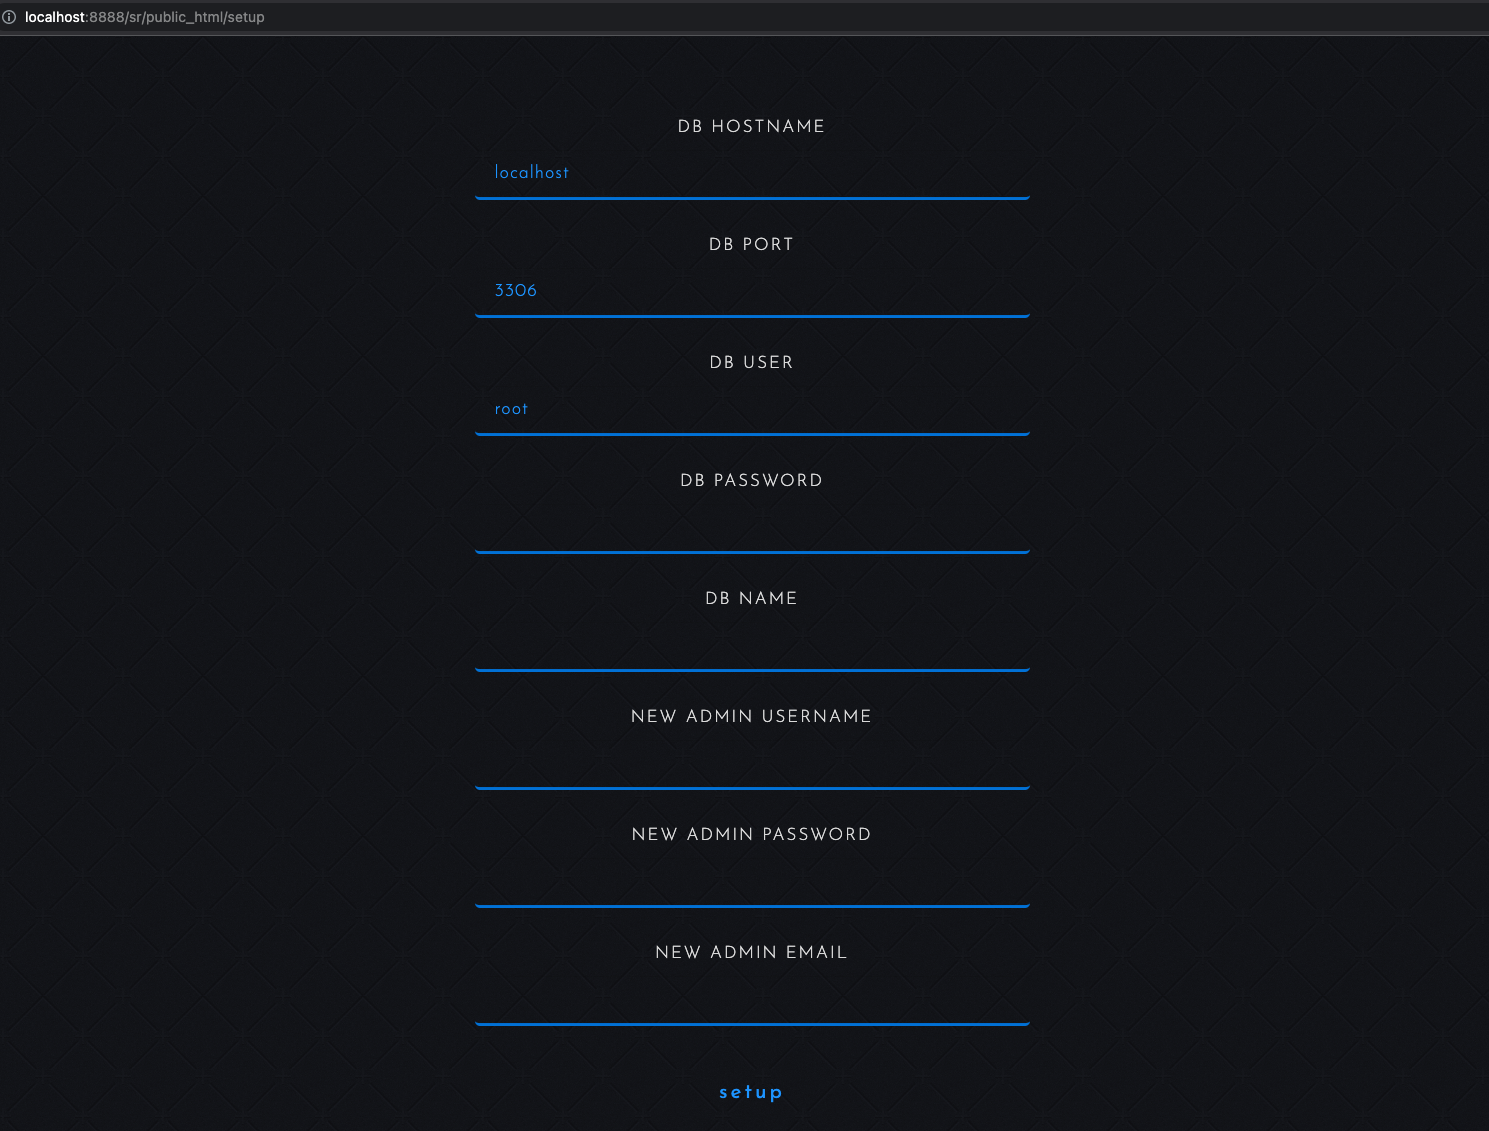 localhost:8888/sr/public_html/setup
DB HOSTNAME
localhost
DB PORT
3306
DB USER
root
DB PASSWORD
DB NAME
NEW ADMIN USERNAME
NEW ADMIN PASSWORD
NEW ADMIN EMAIL
setup